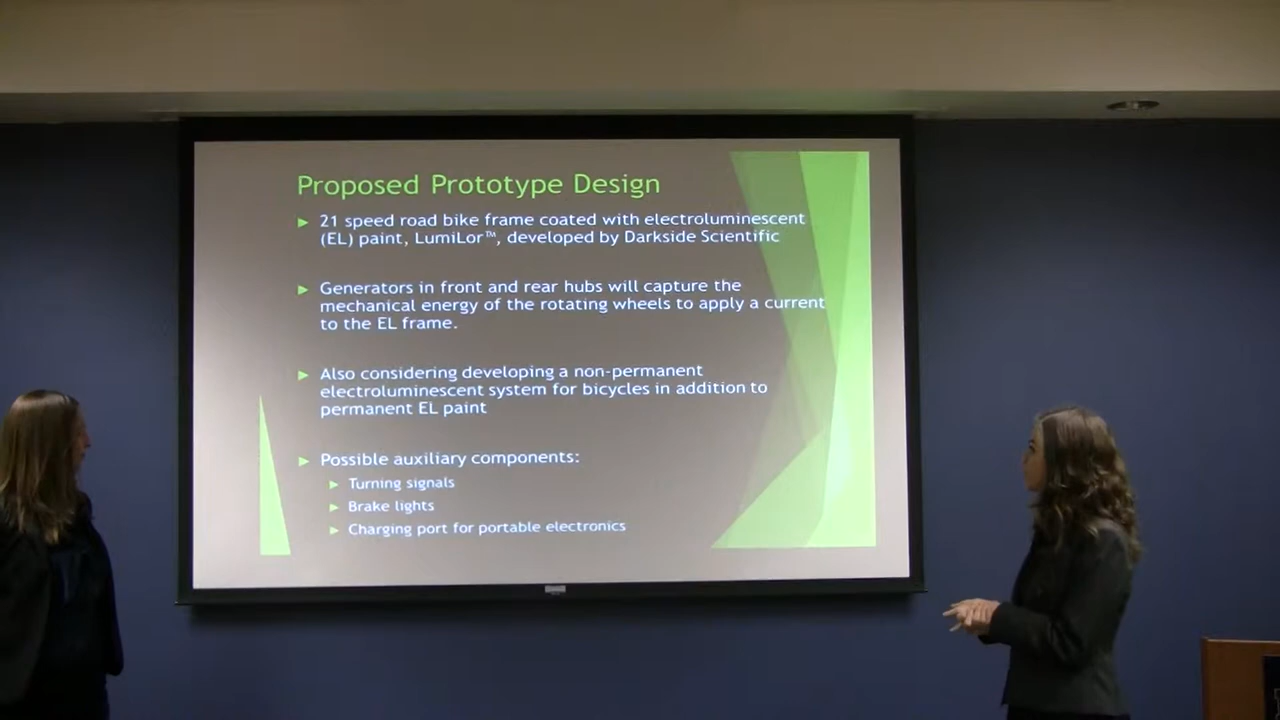 Proposed Prototype Design
21 speed road bike frame coated with electroluminescent
(EL) paint, LumiLor™, developed by Darkside Scientific
Generators in front and rear hubs will capture the
mechanical energy of the rotating wheels to apply a current
to the EL frame.
Also considering developing a non-permanent
electroluminescent system for bicycles in addition to
permanent EL paint
Possible auxiliary components:
Turning signals
Brake lights
Charging port for portable electronics